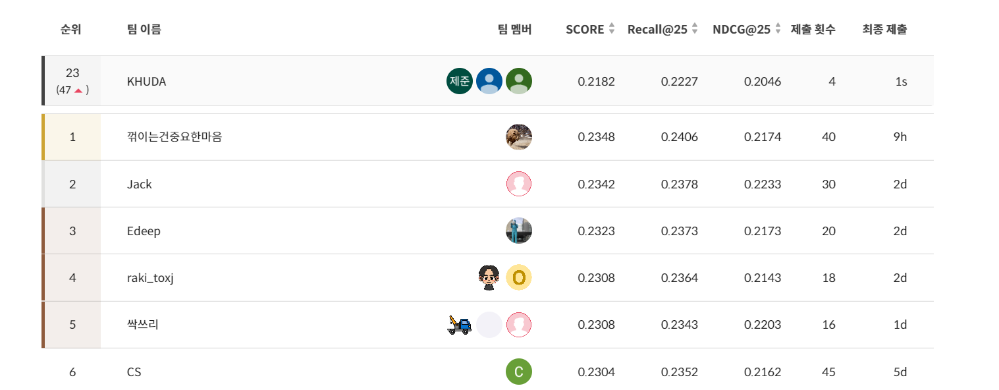 순위 팀 이름 팀 멤버 SCORE Recall@25 NDCG@25 제출 횟수 최종 제출
23 KHUDA 제준 0.2182 0.2227 0.2046 4 1s
(47 ▲ )
1 꺾이는건중요한마음 0.2348 0.2406 0.2174 40 9h
2 Jack 0.2342 0.2378 0.2233 30 2d
3 Edeep 0.2323 0.2373 0.2173 20 2d
4 raki_toxj O 0.2308 0.2364 0.2143 18 2d
5 싹쓰리 0.2308 0.2343 0.2203 16 1d
6 CS C 0.2304 0.2352 0.2162 45 5d